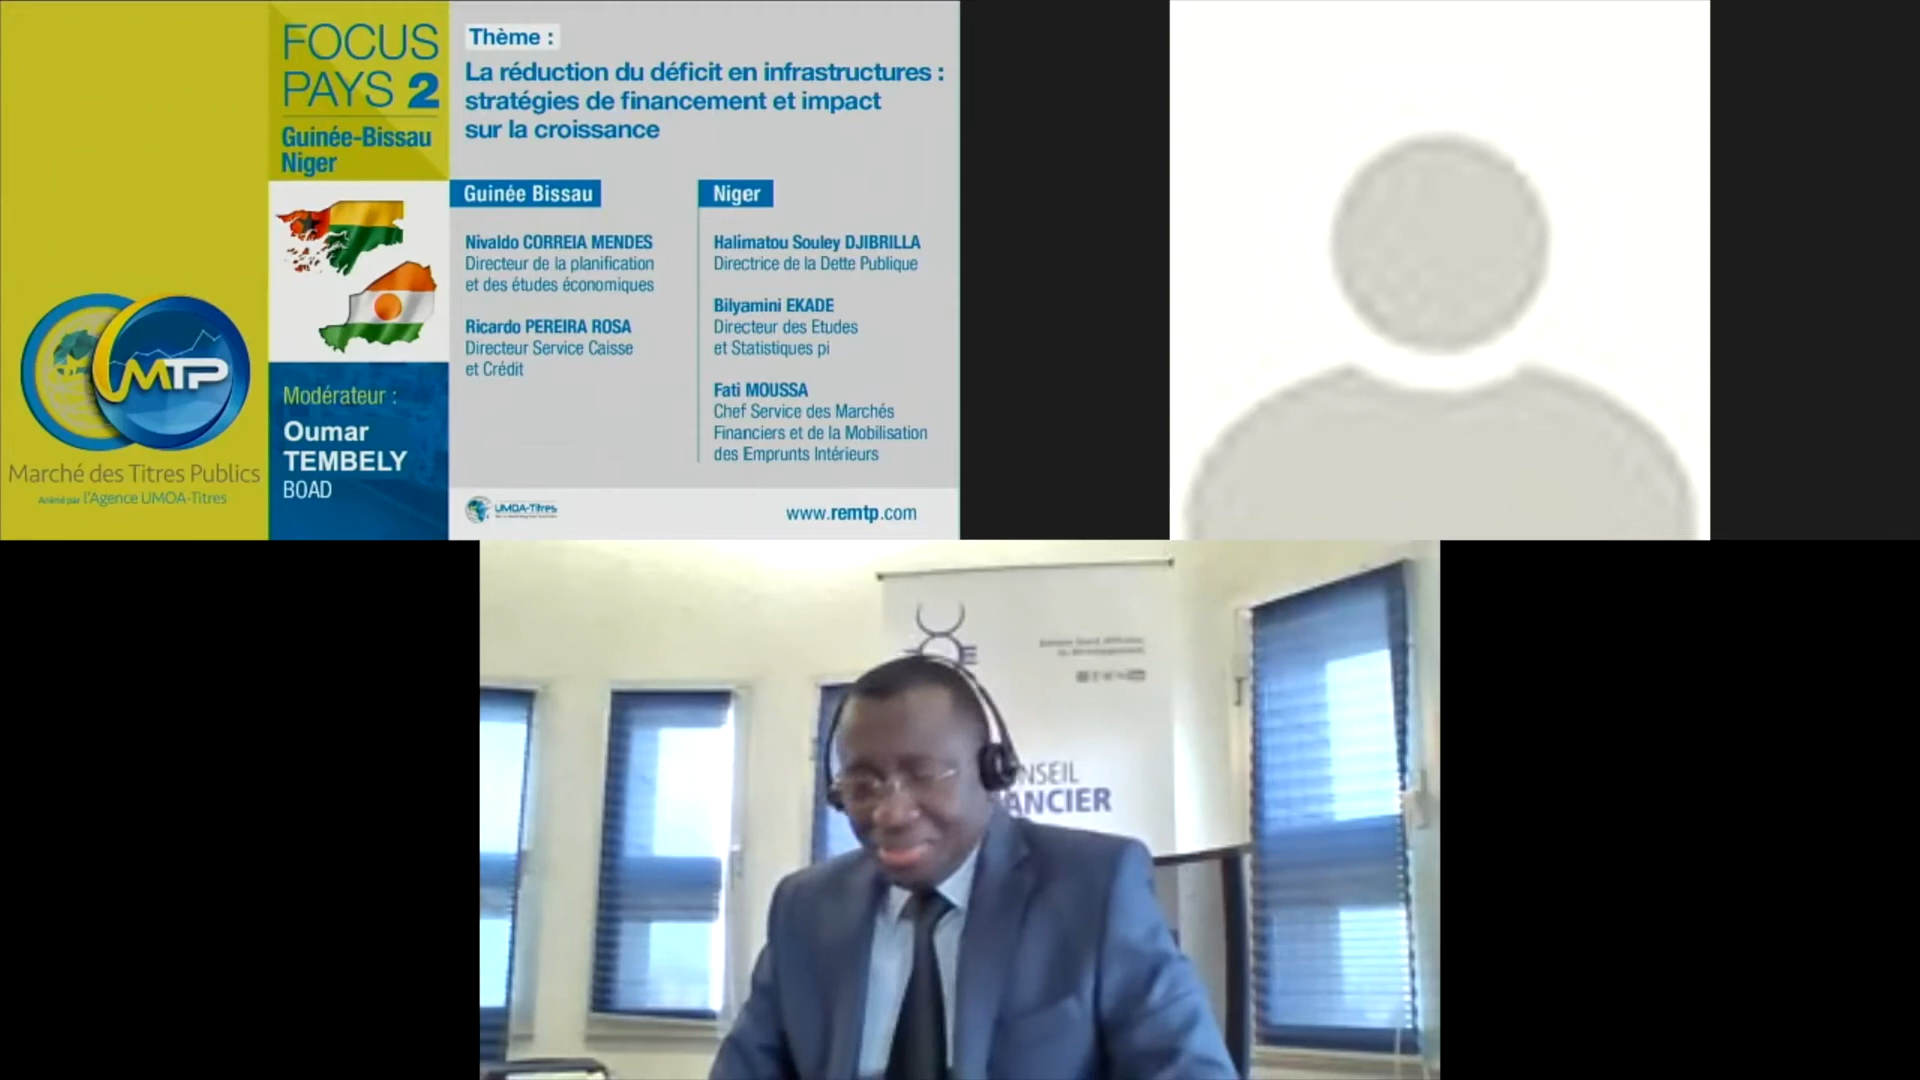 FOCUS
PAYS 2
Guinée-Bissau
Niger
Thème :
La réduction du déficit en infrastructures :
stratégies de financement et impact
sur la croissance
Guinée Bissau
Nivaldo CORREIA MENDES
Directeur de la planification
et des études économiques
Ricardo PEREIRA ROSA
Directeur Service Caisse
et Crédit
Niger
Halimatou Souley DJIBRILLA
Directrice de la Dette Publique
Bilyamini EKADE
Directeur des Etudes
et Statistiques pi
Fati MOUSSA
Chef Service des Marchés
Financiers et de la Mobilisation
des Emprunts Intérieurs
MTP
Marché des Titres Publics
Animé par l'Agence UMOA-Titres
Modérateur :
Oumar
TEMBELY
BOAD
UMOA-Titres
www.remtp.com
NSEIL
ANCIER